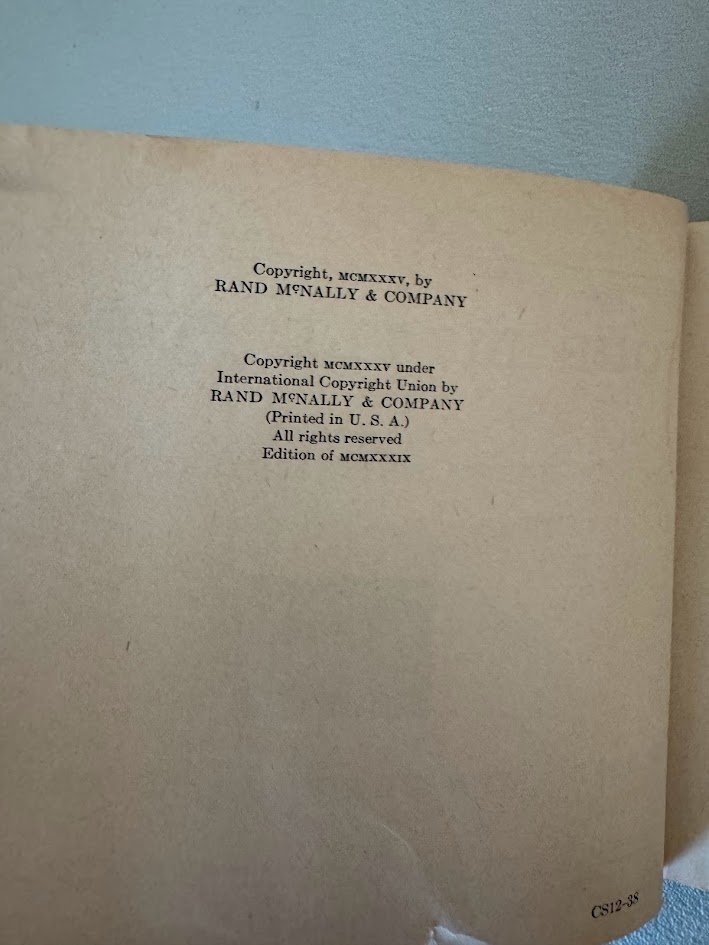 Copyright, MCMXXXV, by
RAND MCNALLY & COMPANY
Copyright MCMXXXV under
International Copyright Union by
RAND MCNALLY & COMPANY
(Printed in U. S. A.)
All rights reserved
Edition of MCMXXXIX
CS12-38